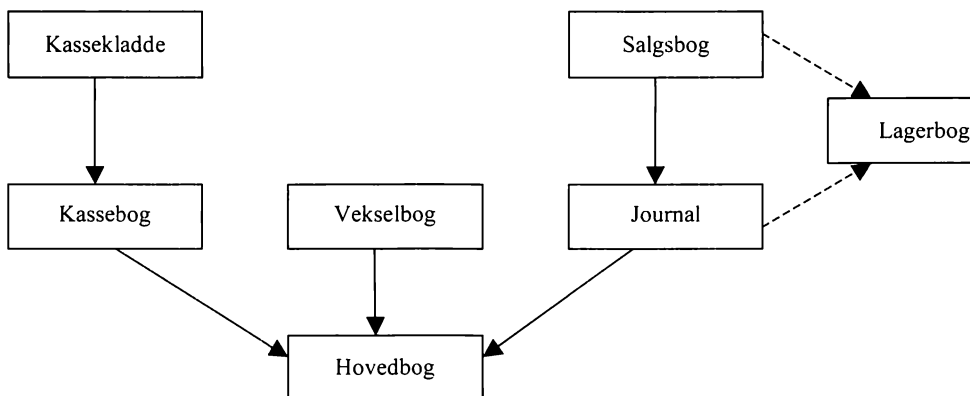 Kassekladde
Salgsbog
Lagerbog
Kassebog
Vekselbog
Journal
Hovedbog